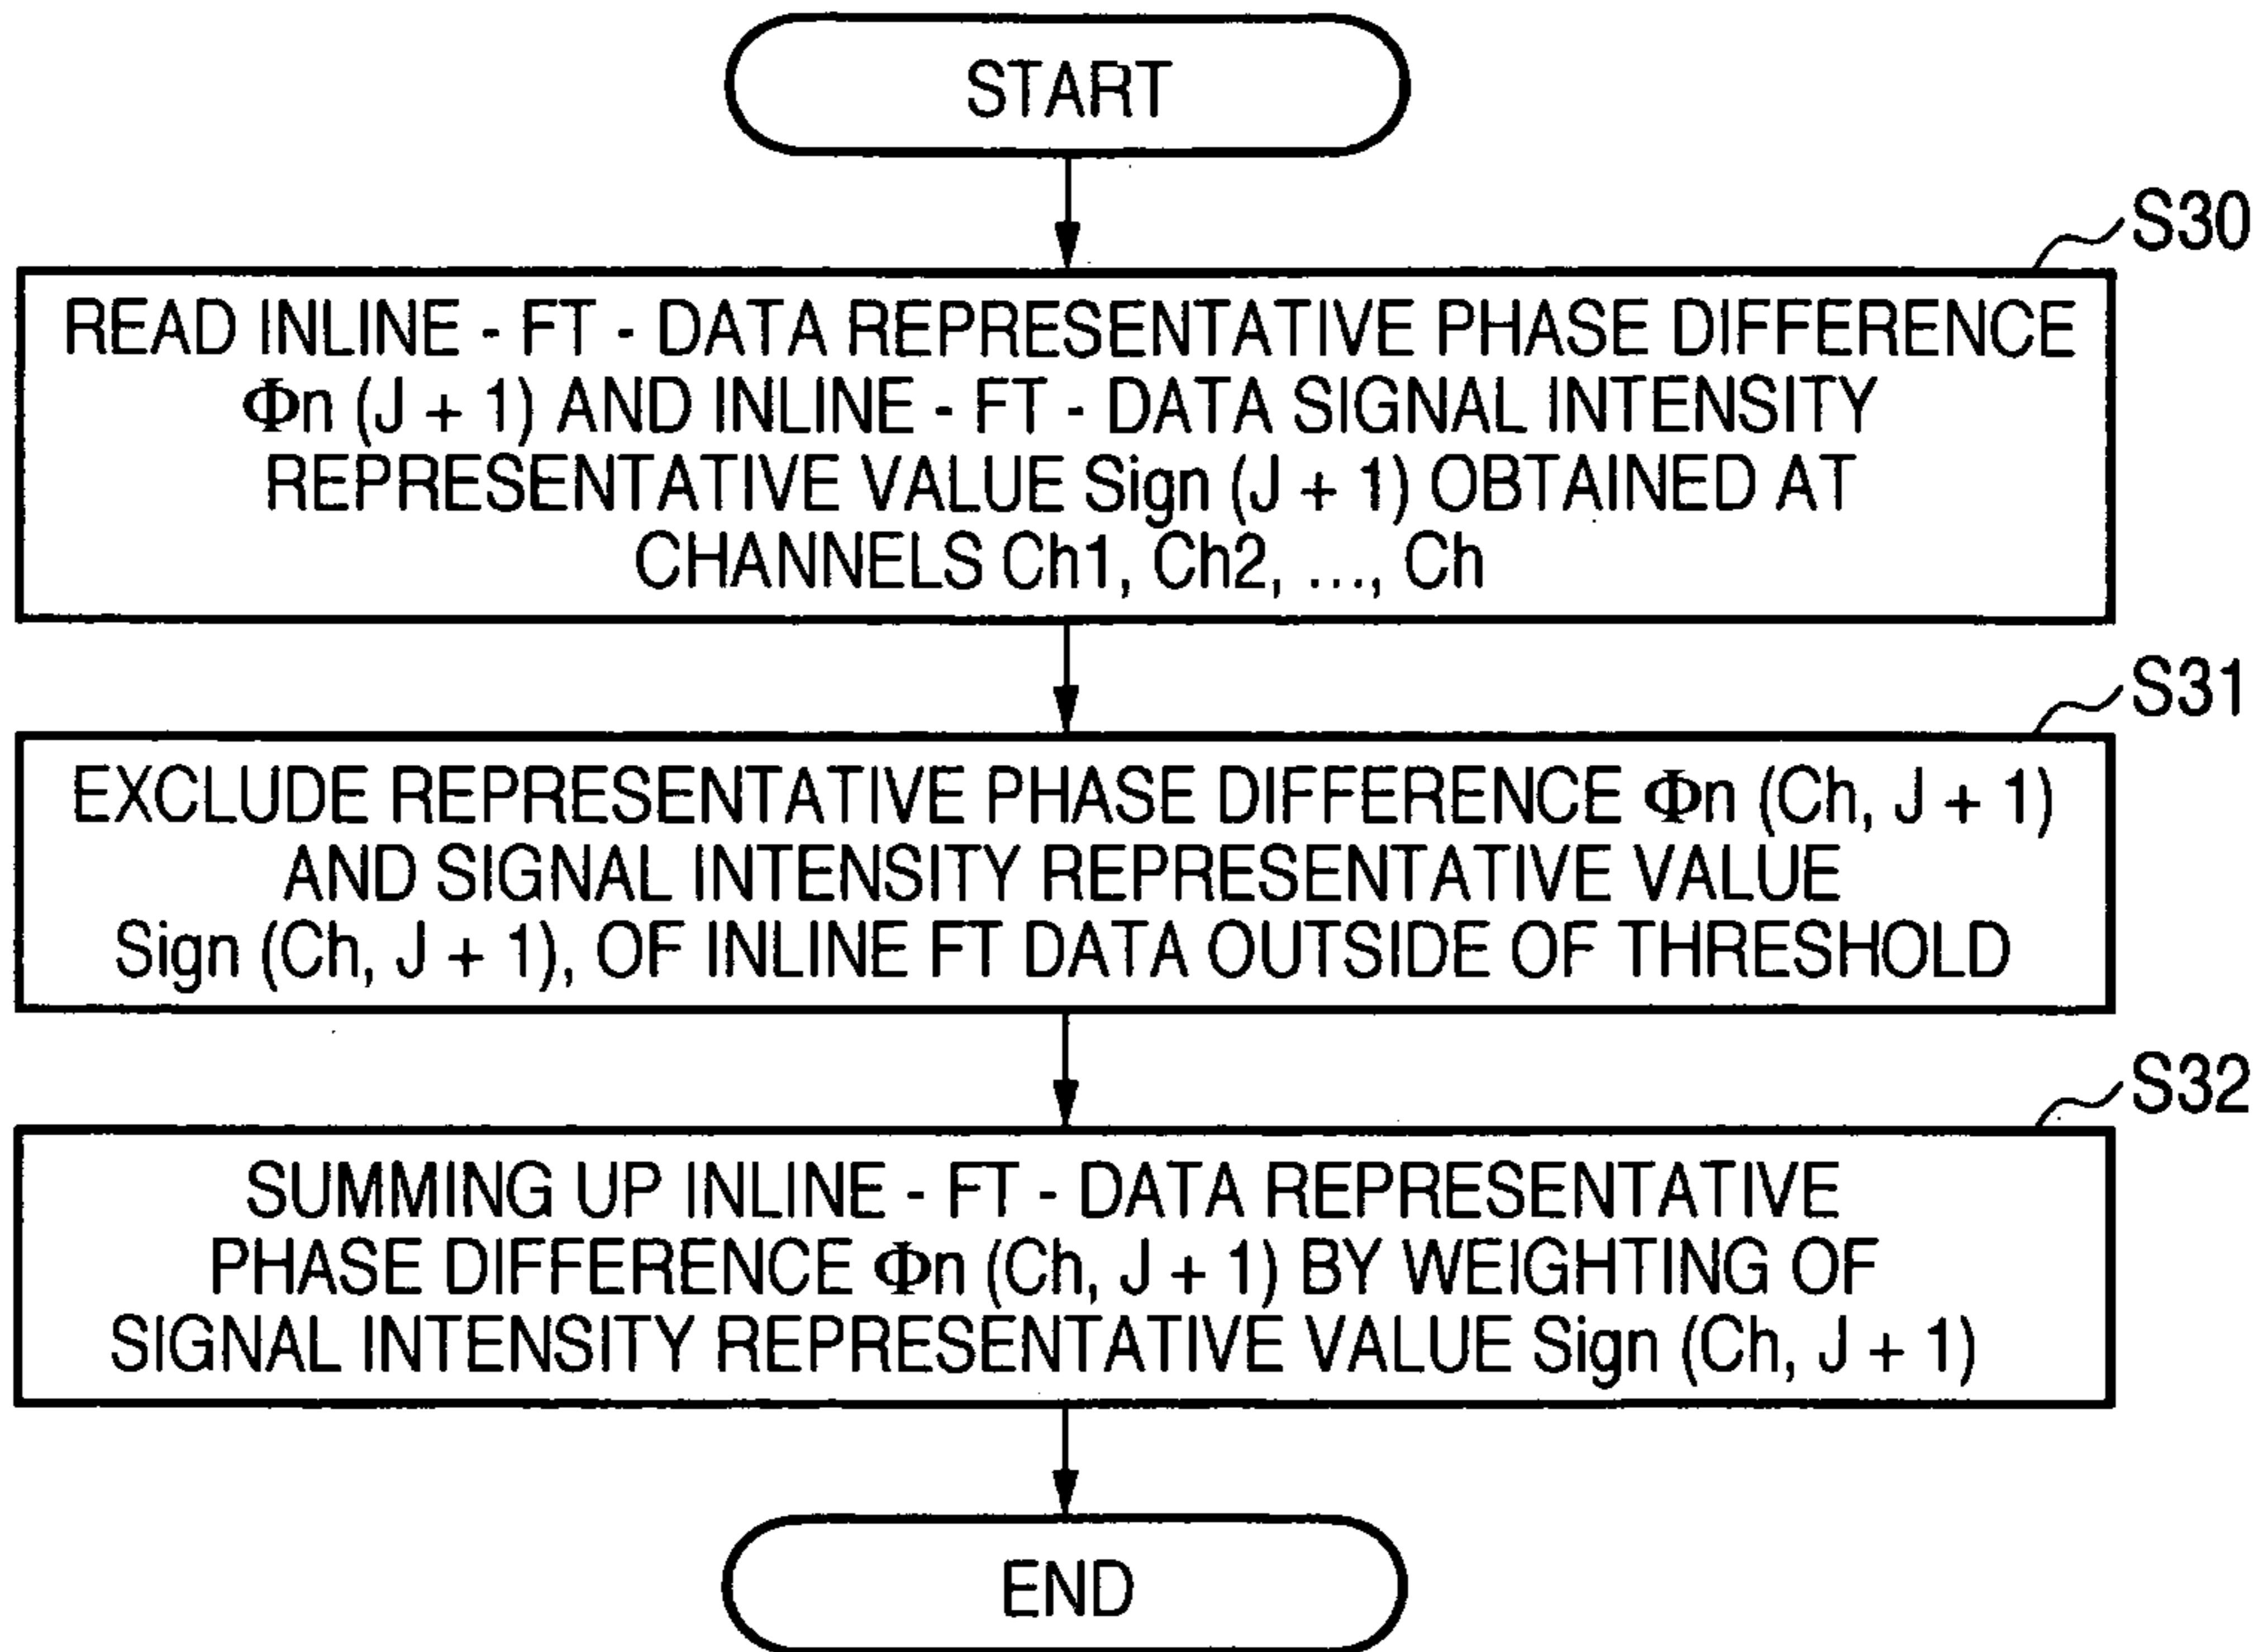 START
S30
READ INLINE - FT - DATA REPRESENTATIVE PHASE DIFFERENCE
Φn (J + 1) AND INLINE - FT - DATA SIGNAL INTENSITY
REPRESENTATIVE VALUE Sign (J + 1) OBTAINED AT
CHANNELS Ch1, Ch2, ..., Ch
S31
EXCLUDE REPRESENTATIVE PHASE DIFFERENCE Φn (Ch, J + 1)
AND SIGNAL INTENSITY REPRESENTATIVE VALUE
Sign (Ch, J + 1), OF INLINE FT DATA OUTSIDE OF THRESHOLD
S32
SUMMING UP INLINE - FT - DATA REPRESENTATIVE
PHASE DIFFERENCE Φn (Ch, J + 1) BY WEIGHTING OF
SIGNAL INTENSITY REPRESENTATIVE VALUE Sign (Ch, J + 1)
END